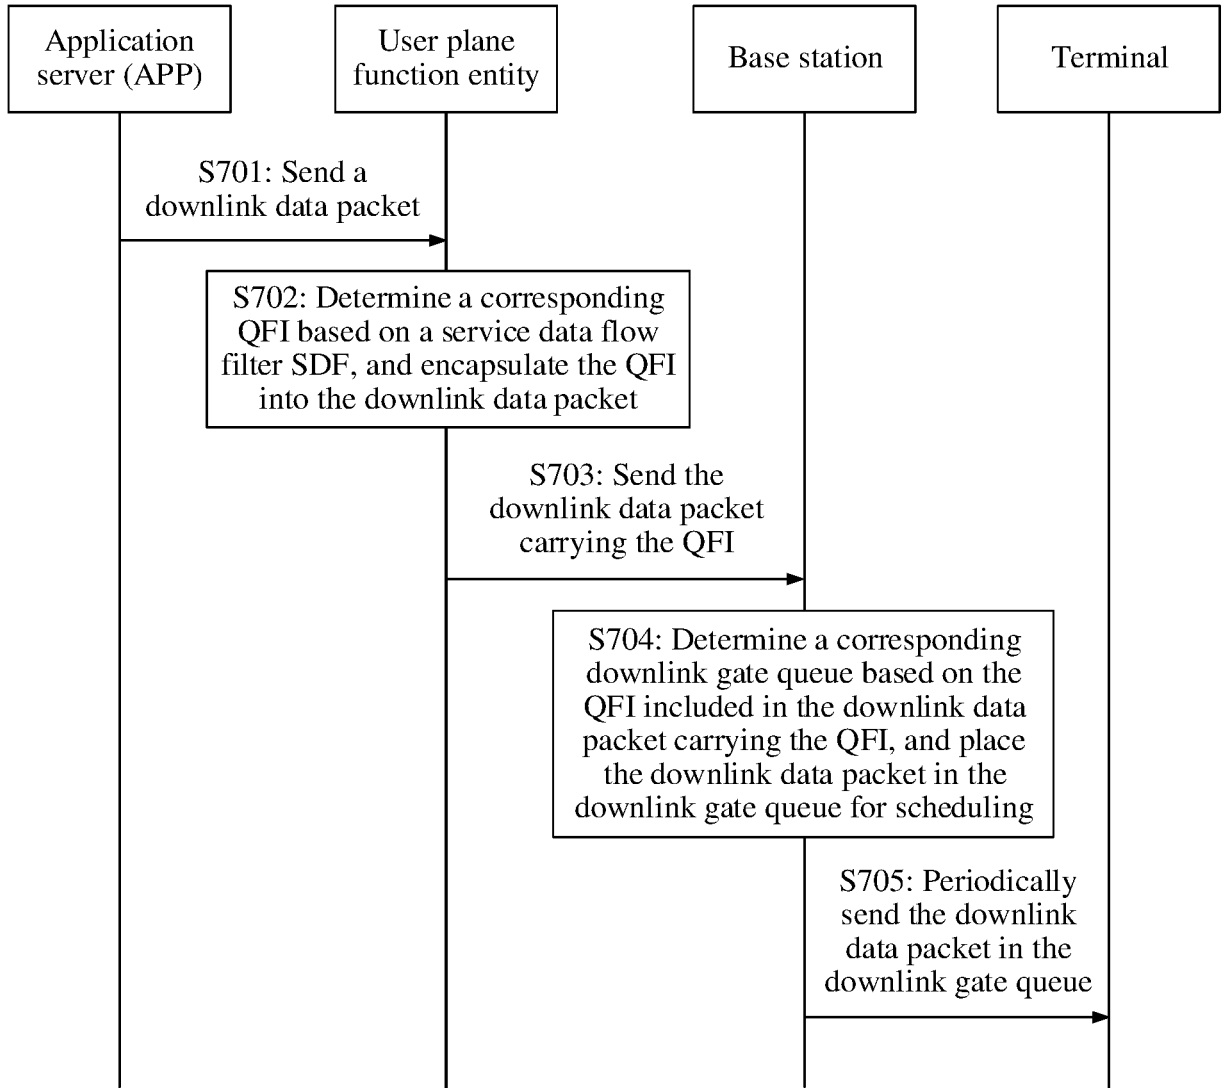 Application
server (APP)
User plane
function entity
Base station
Terminal
S701: Send a
downlink data packet
S702: Determine a corresponding
QFI based on a service data flow
filter SDF, and encapsulate the QFI
into the downlink data packet
S703: Send the
downlink data packet
carrying the QFI
S704: Determine a corresponding
downlink gate queue based on the
QFI included in the downlink data
packet carrying the QFI, and place
the downlink data packet in the
downlink gate queue for scheduling
S705: Periodically
send the downlink
data packet in the
downlink gate queue